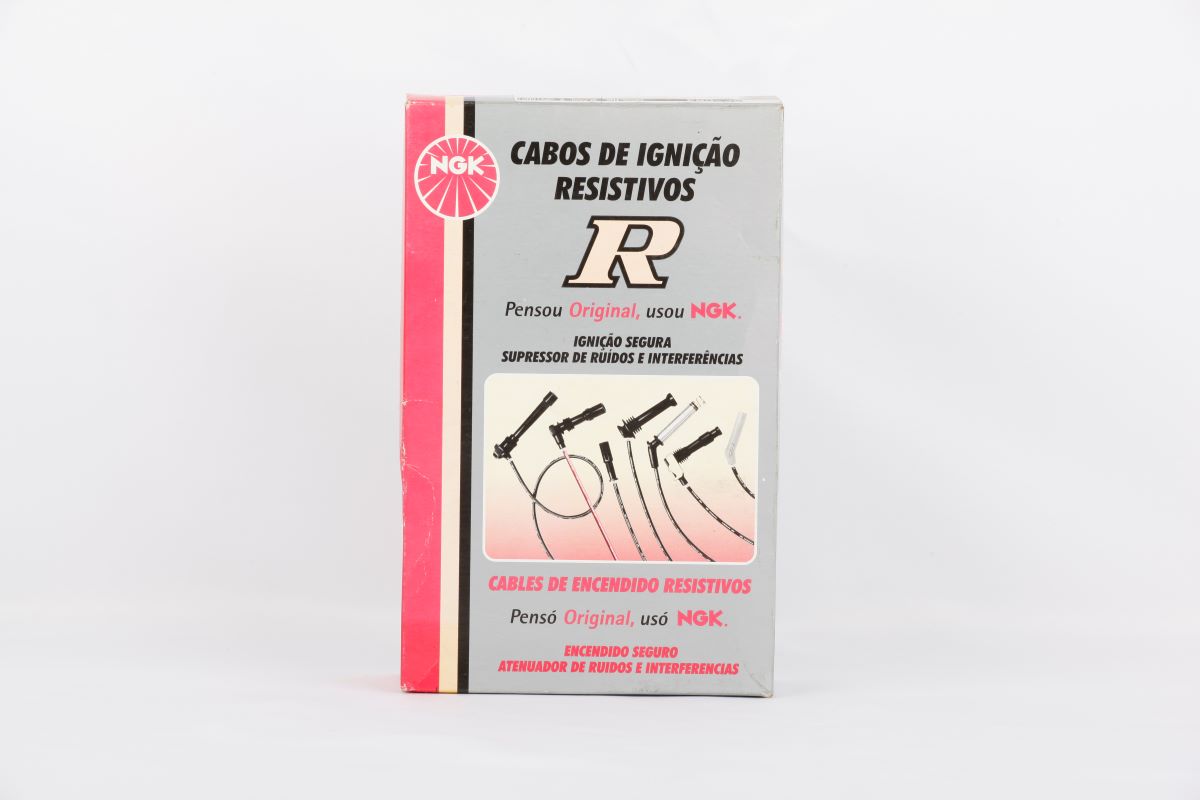 NGK
CABOS DE IGNIÇÃO
RESISTIVOS
R
Pensou Original, usou NGK.
IGNIÇÃO SEGURA
SUPRESSOR DE RUÍDOS E INTERFERÊNCIAS
CABLES DE ENCENDIDO RESISTIVOS
Pensó Original, usó NGK.
ENCENDIDO SEGURO
ATENUADOR DE RUIDOS E INTERFERENCIAS